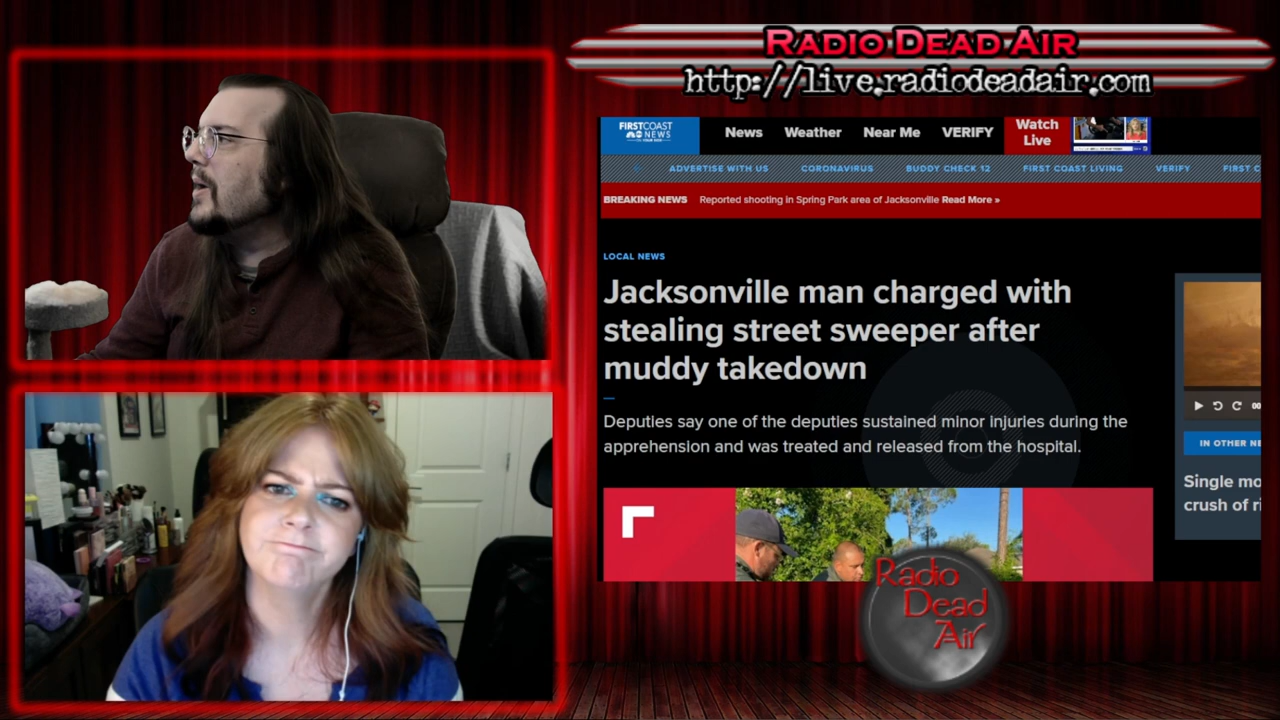 Radio Dead Air
http://live.radiodeadair.com
FIRSTCOAST
NEWS
News
Weather
Near Me
VERIFY
Watch
Live
ADVERTISE WITH US
CORONAVIRUS
BUDDY CHECK 12
FIRST COAST LIVING
VERIFY
FIRST C
BREAKING NEWS
Reported shooting in Spring Park area of Jacksonville Read More »
LOCAL NEWS
Jacksonville man charged with
stealing street sweeper after
muddy takedown
Deputies say one of the deputies sustained minor injuries during the
apprehension and was treated and released from the hospital.
IN OTHER NE
Single mo
crush of ri
Radio
Dead
Air